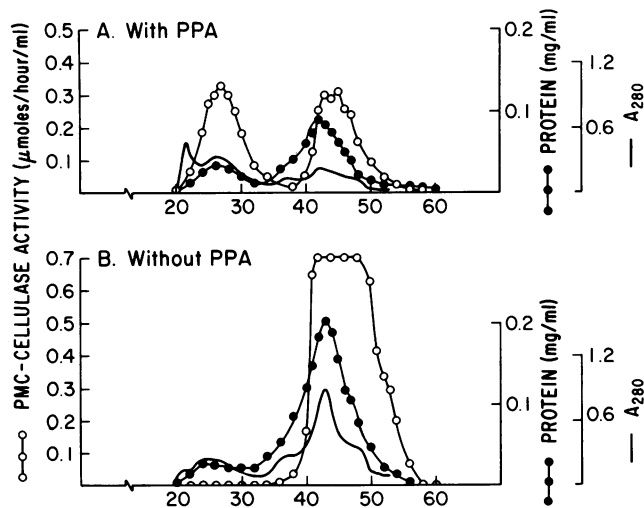 A. With PPA
0.5
0.4
0.3
0.2
0.1
0.2
0.1
1.2
0.6
20 30 40 50 60
B. Without PPA
0.7
0.6
0.5
0.4
0.3
0.2
0.1
0.2
0.1
1.2
0.6
20 30 40 50 60
PMC-CELLULASE ACTIVITY (μmoles/hour/ml)
PROTEIN (mg/ml)
A280
PROTEIN (mg/ml)
A280